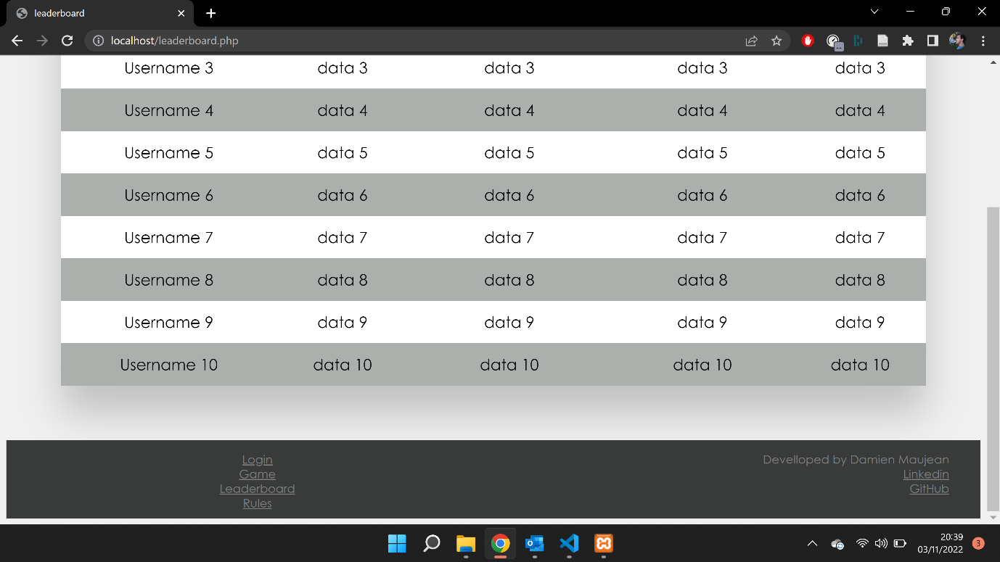 leaderboard
localhost/leaderboard.php
Username 3 data 3 data 3 data 3 data 3
Username 4 data 4 data 4 data 4 data 4
Username 5 data 5 data 5 data 5 data 5
Username 6 data 6 data 6 data 6 data 6
Username 7 data 7 data 7 data 7 data 7
Username 8 data 8 data 8 data 8 data 8
Username 9 data 9 data 9 data 9 data 9
Username 10 data 10 data 10 data 10 data 10
Login
Game
Leaderboard
Rules
Develloped by Damien Maujean
Linkedin
GitHub
20:39
03/11/2022
3